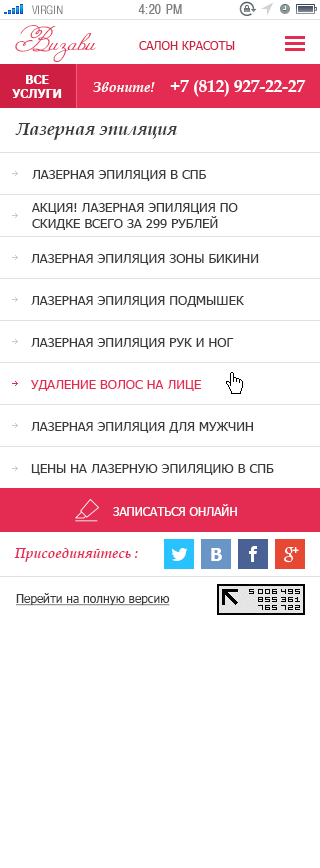 VIRGIN 4:20 PM
Визави
САЛОН КРАСОТЫ
ВСЕ УСЛУГИ
Звоните! +7 (812) 927-22-27
Лазерная эпиляция
ЛАЗЕРНАЯ ЭПИЛЯЦИЯ В СПБ
АКЦИЯ! ЛАЗЕРНАЯ ЭПИЛЯЦИЯ ПО
СКИДКЕ ВСЕГО ЗА 299 РУБЛЕЙ
ЛАЗЕРНАЯ ЭПИЛЯЦИЯ ЗОНЫ БИКИНИ
ЛАЗЕРНАЯ ЭПИЛЯЦИЯ ПОДМЫШЕК
ЛАЗЕРНАЯ ЭПИЛЯЦИЯ РУК И НОГ
УДАЛЕНИЕ ВОЛОС НА ЛИЦЕ
ЛАЗЕРНАЯ ЭПИЛЯЦИЯ ДЛЯ МУЖЧИН
ЦЕНЫ НА ЛАЗЕРНУЮ ЭПИЛЯЦИЮ В СПБ
ЗАПИСАТЬСЯ ОНЛАЙН
Присоединяйтесь :
В f g+
Перейти на полную версию
5 006 495
855 361
765 722